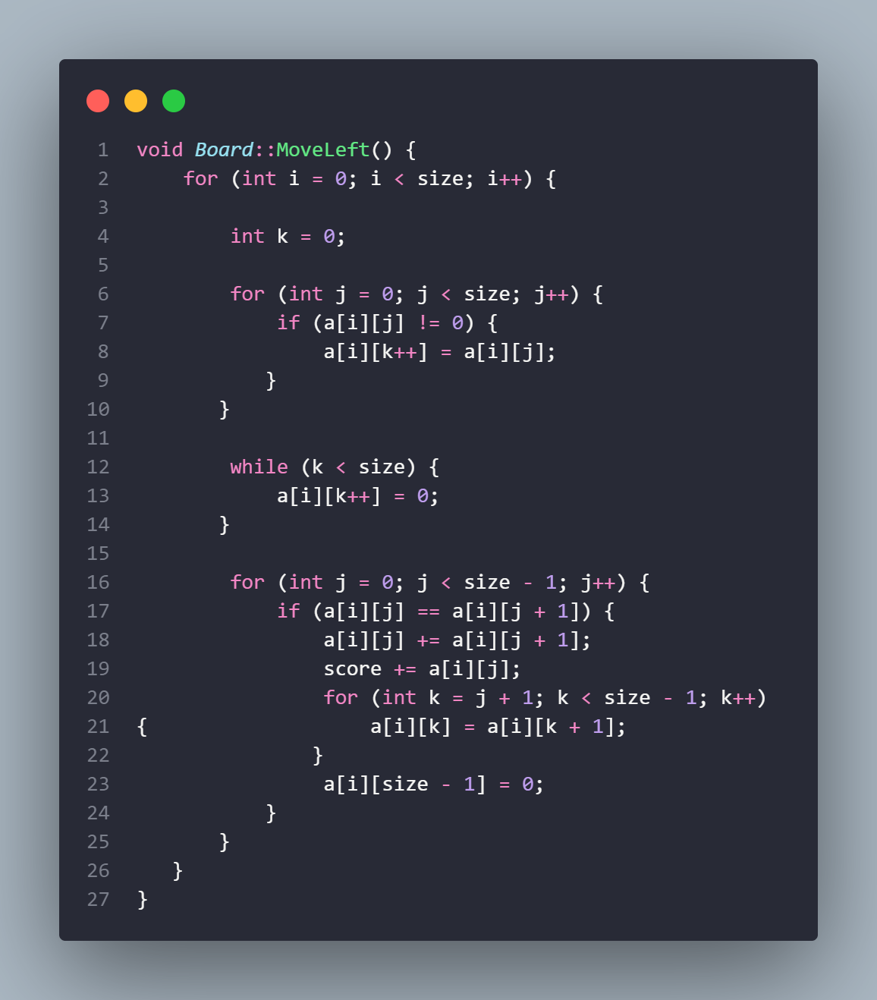 1 void Board::MoveLeft() {
2     for (int i = 0; i < size; i++) {
3
4         int k = 0;
5
6         for (int j = 0; j < size; j++) {
7             if (a[i][j] != 0) {
8                 a[i][k++] = a[i][j];
9            }
10        }
11
12         while (k < size) {
13             a[i][k++] = 0;
14        }
15
16         for (int j = 0; j < size - 1; j++) {
17             if (a[i][j] == a[i][j + 1]) {
18                 a[i][j] += a[i][j + 1];
19                 score += a[i][j];
20                 for (int k = j + 1; k < size - 1; k++)
21 {                    a[i][k] = a[i][k + 1];
22                }
23                 a[i][size - 1] = 0;
24            }
25        }
26    }
27 }